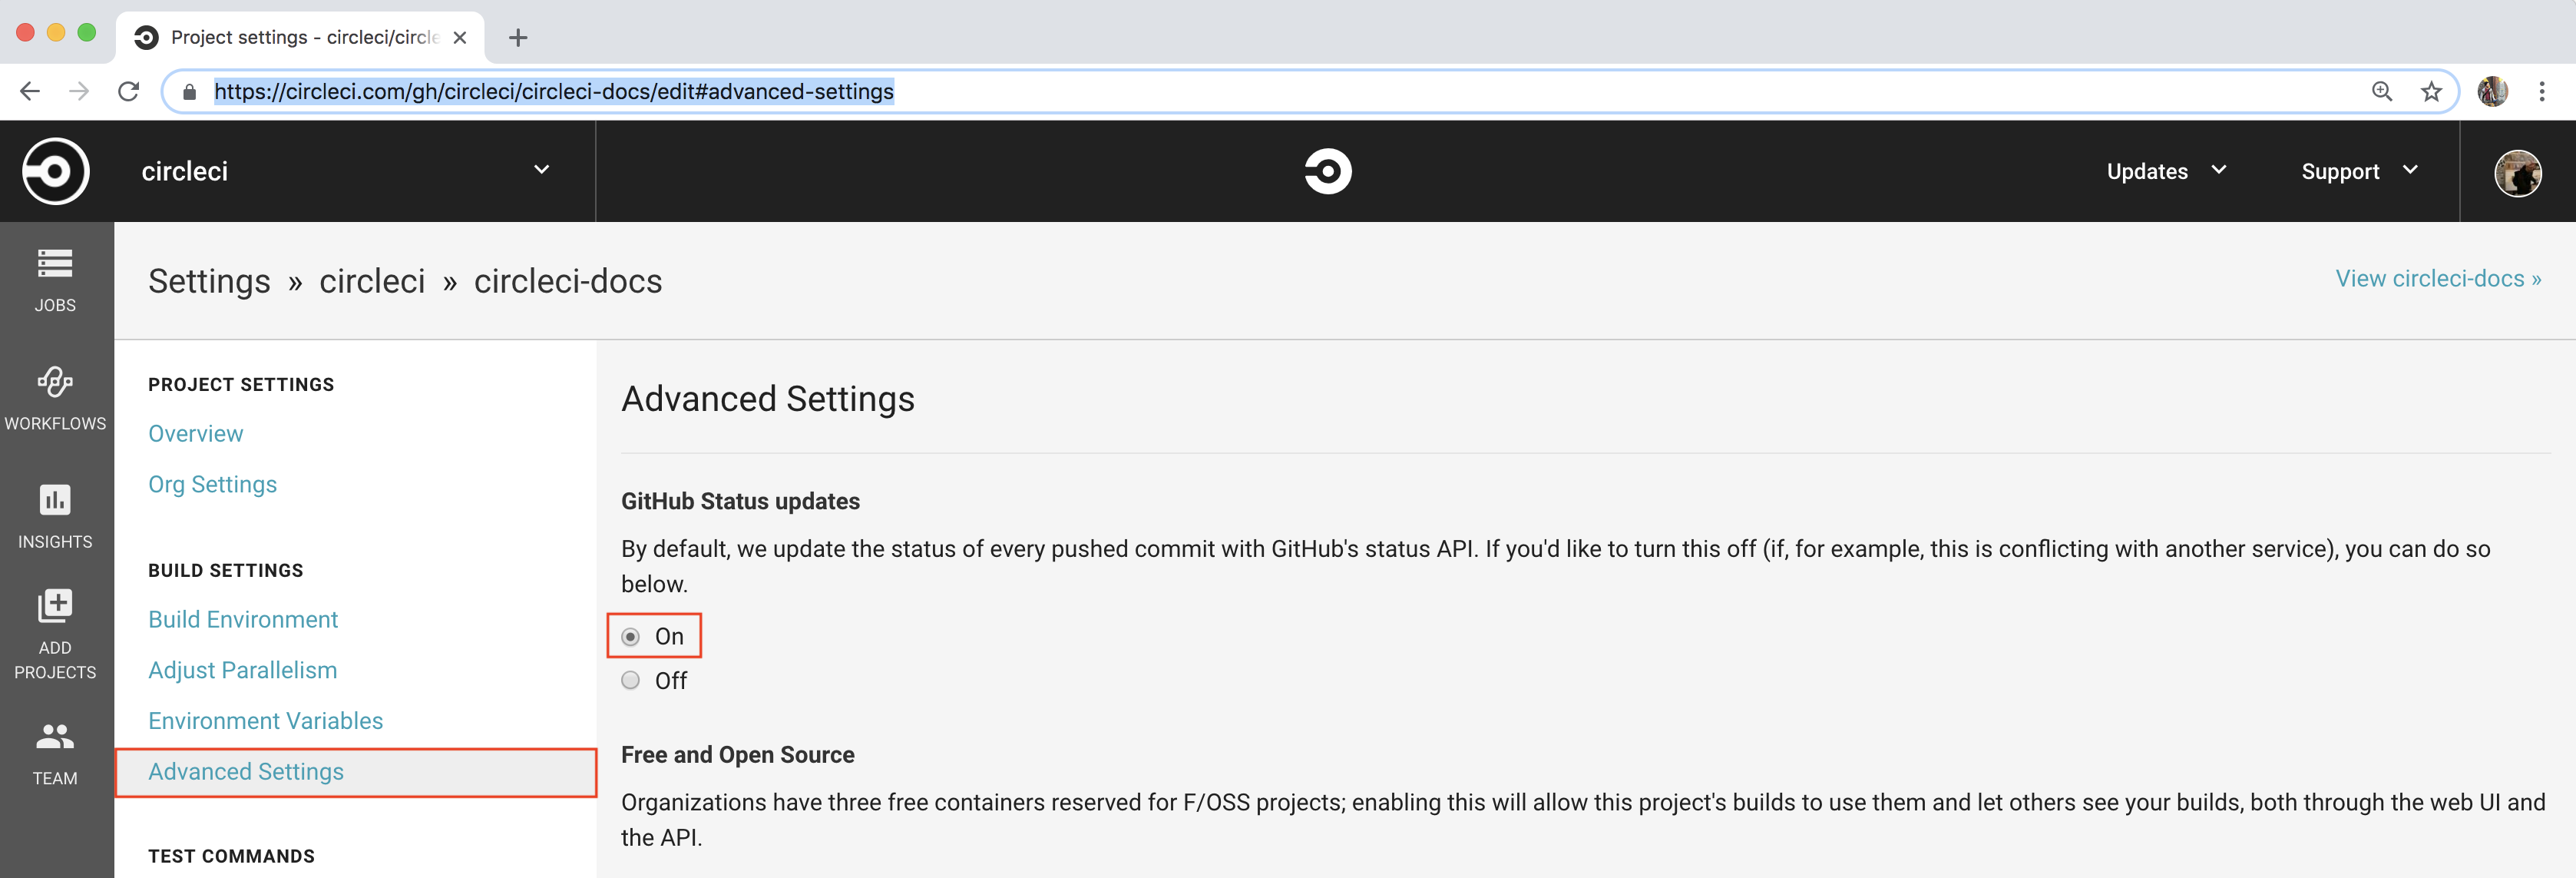 Project settings - circleci/circle
https://circleci.com/gh/circleci/circleci-docs/edit#advanced-settings
circleci
Updates
Support
JOBS
WORKFLOWS
INSIGHTS
ADD
PROJECTS
TEAM
Settings » circleci » circleci-docs
View circleci-docs »
PROJECT SETTINGS
Overview
Org Settings
BUILD SETTINGS
Build Environment
Adjust Parallelism
Environment Variables
Advanced Settings
TEST COMMANDS
Advanced Settings
GitHub Status updates
By default, we update the status of every pushed commit with GitHub's status API. If you'd like to turn this off (if, for example, this is conflicting with another service), you can do so
below.
On
Off
Free and Open Source
Organizations have three free containers reserved for F/OSS projects; enabling this will allow this project's builds to use them and let others see your builds, both through the web UI and
the API.